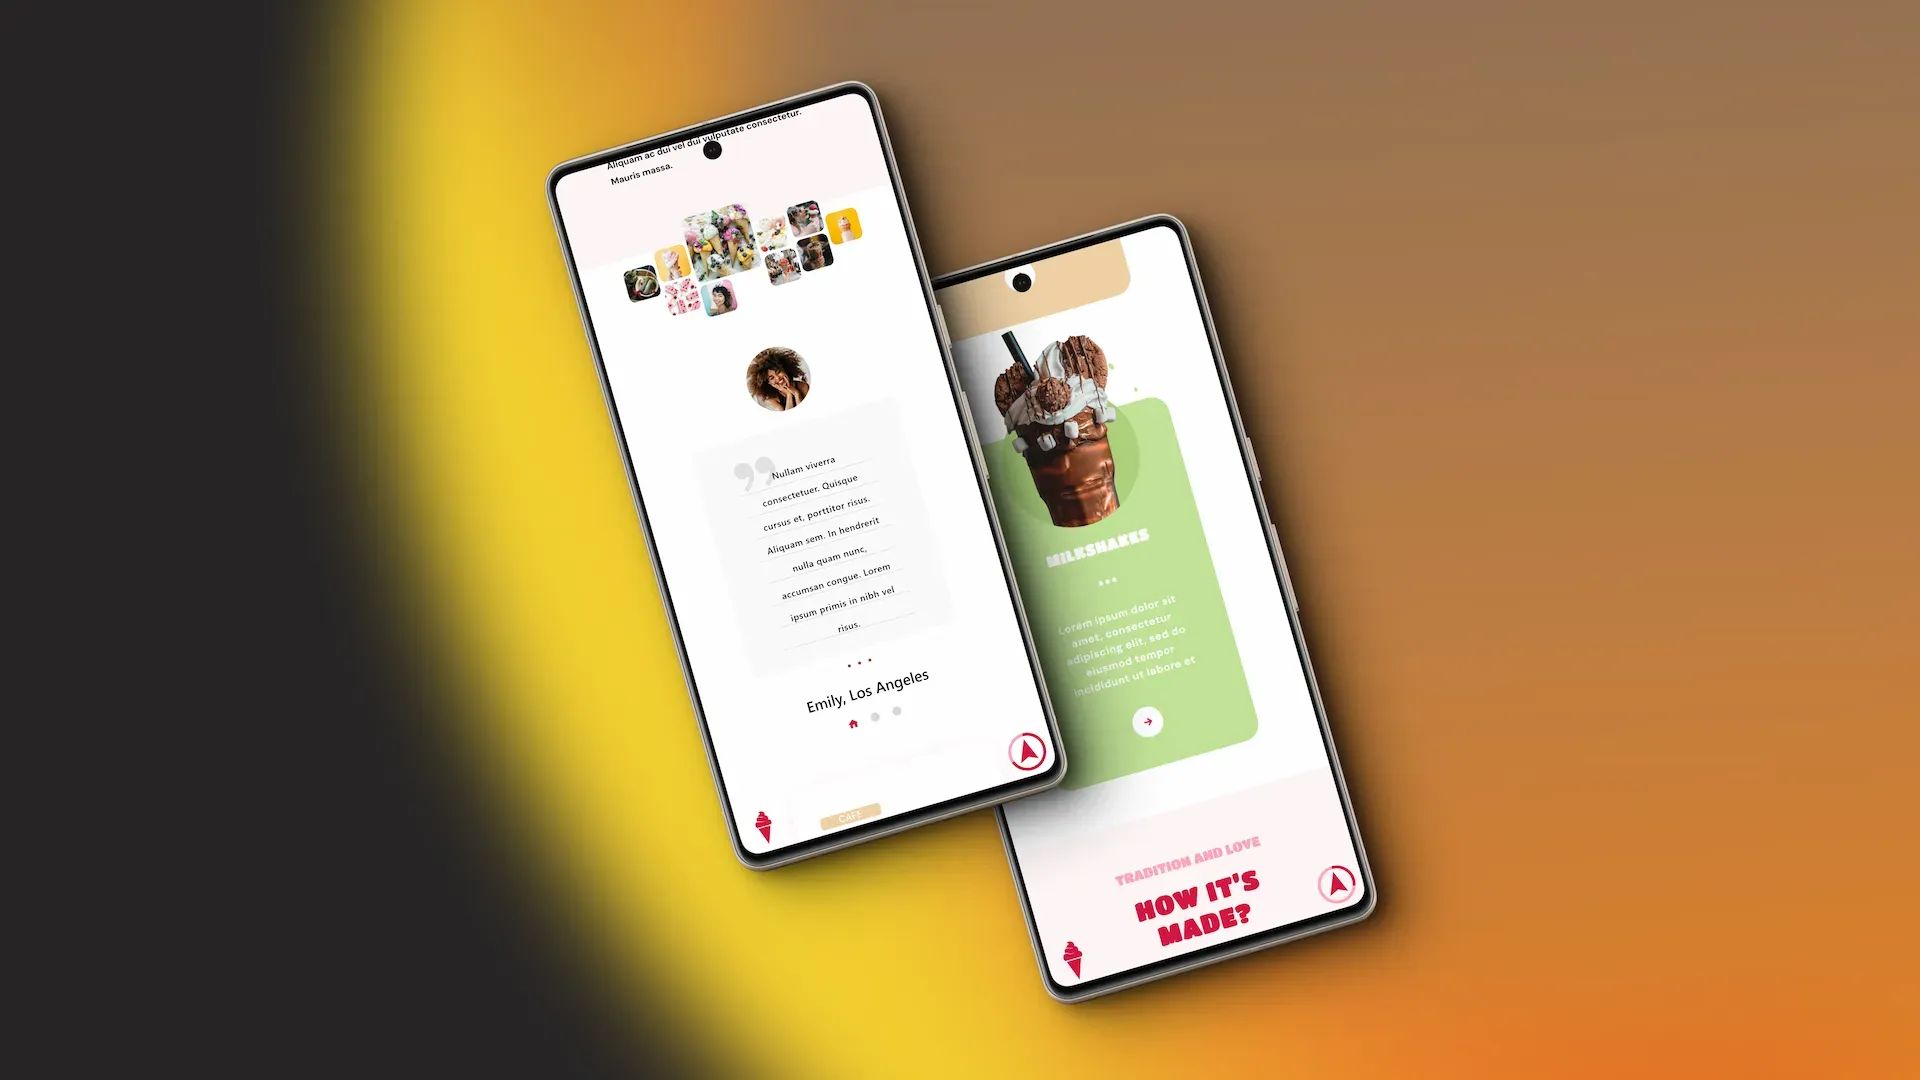 Aliquam ac dui vel dui vulputate consectetur.
Mauris massa.
Nullam viverra
consectetuer. Quisque
cursus et, porttitor risus.
Aliquam sem. In hendrerit
nulla quam nunc,
accumsan congue. Lorem
ipsum primis in nibh vel
risus.
Emily, Los Angeles
CAFE
MILKSHAKES
Lorem ipsum dolor sit
amet, consectetur
adipiscing elit, sed do
eiusmod tempor
incididunt ut labore et
TRADITION AND LOVE
HOW IT'S
MADE?